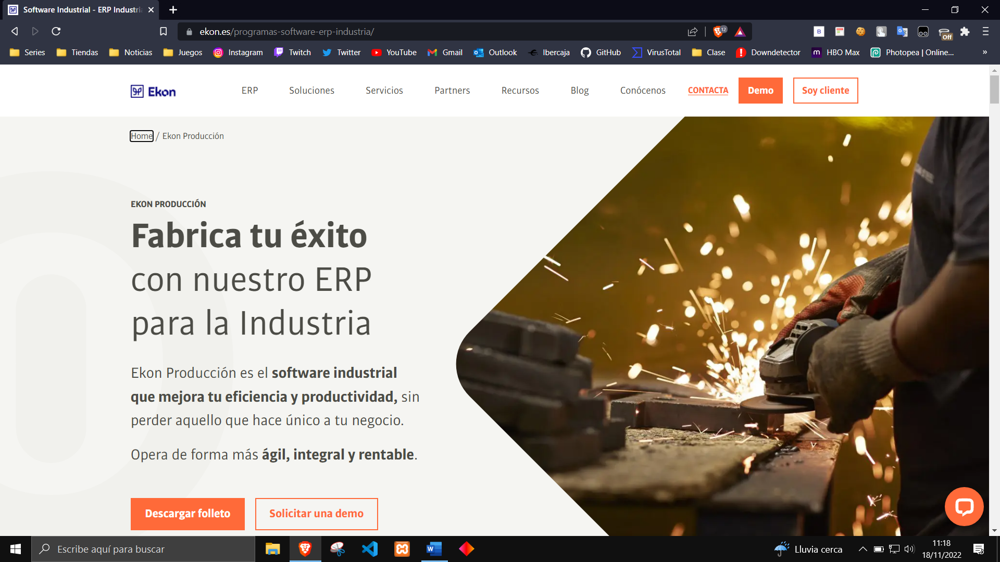 Software Industrial - ERP Industria
ekon.es/programas-software-erp-industria/
12
B
Off
Series
Tiendas
Noticias
Juegos
Instagram
Twitch
Twitter
YouTube
Gmail
Outlook
Ibercaja
GitHub
VirusTotal
Clase
Downdetector
m HBO Max
Photopea | Online...
»
Ekon
ERP
Soluciones
Servicios
Partners
Recursos
Blog
Conócenos
CONTACTA
Demo
Soy cliente
Home / Ekon Producción
EKON PRODUCCIÓN
Fabrica tu éxito
con nuestro ERP
para la Industria
Ekon Producción es el software industrial
que mejora tu eficiencia y productividad, sin
perder aquello que hace único a tu negocio.
Opera de forma más ágil, integral y rentable.
Descargar folleto
Solicitar una demo
Escribe aquí para buscar
Lluvia cerca
11:18
18/11/2022